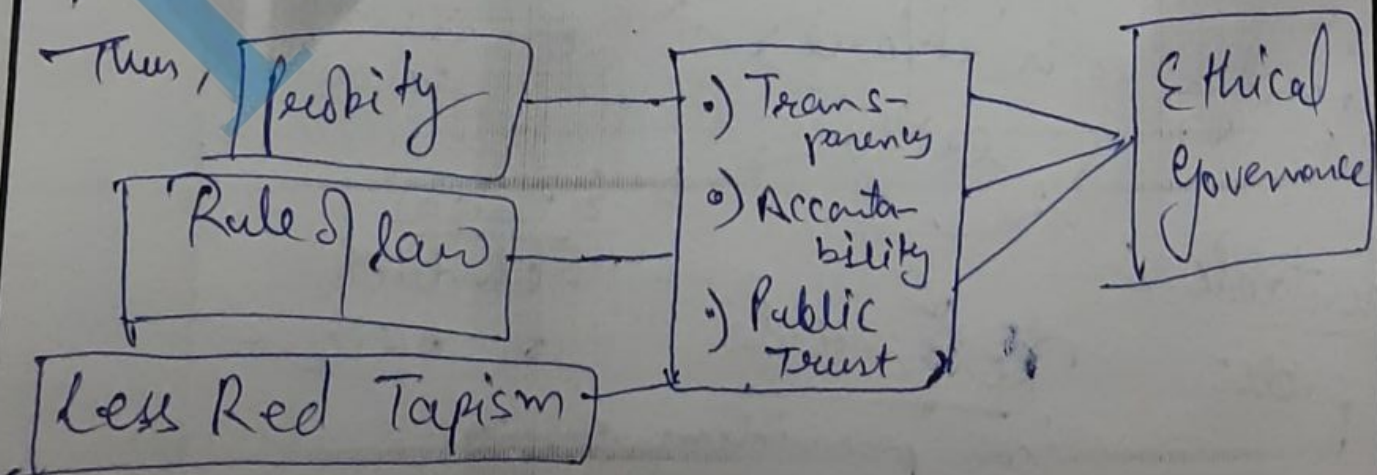 Thus, Probity
Rule of law
Less Red Tapism
•) Trans-
parency
•) Accounta-
bility
•) Public
Trust
Ethical
Governance